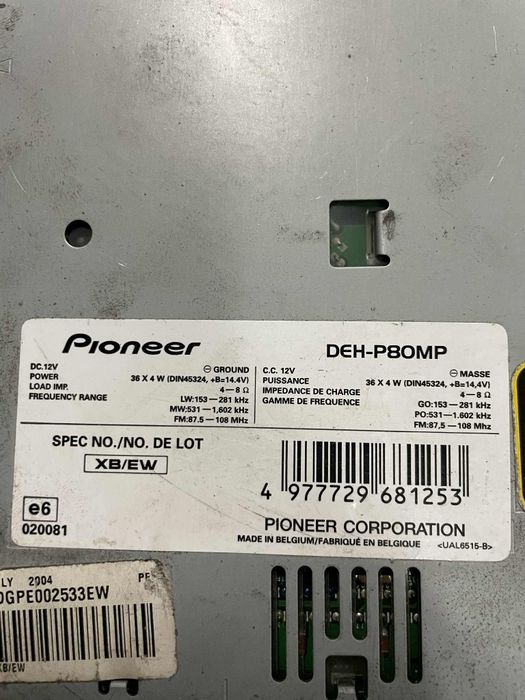 Pioneer DEH-P80MP
DC.12V ⊖ GROUND
POWER 36 X 4 W (DIN45324, +B=14.4V)
LOAD IMP. 4—8 Ω
FREQUENCY RANGE LW:153 — 281 kHz
MW:531 — 1,602 kHz
FM:87.5 — 108 MHz
C.C. 12V ⊖ MASSE
PUISSANCE 36 X 4 W (DIN45324, +B=14,4V)
IMPEDANCE DE CHARGE 4—8 Ω
GAMME DE FREQUENCE GO:153 — 281 kHz
PO:531 — 1.602 kHz
FM:87,5 — 108 Mhz
SPEC NO./NO. DE LOT
XB/EW
4 977729 681253
e6
020081
PIONEER CORPORATION
MADE IN BELGIUM/FABRIQUÉ EN BELGIQUE <UAL6515-B>
LY 2004
GPE002533EW
XB/EW